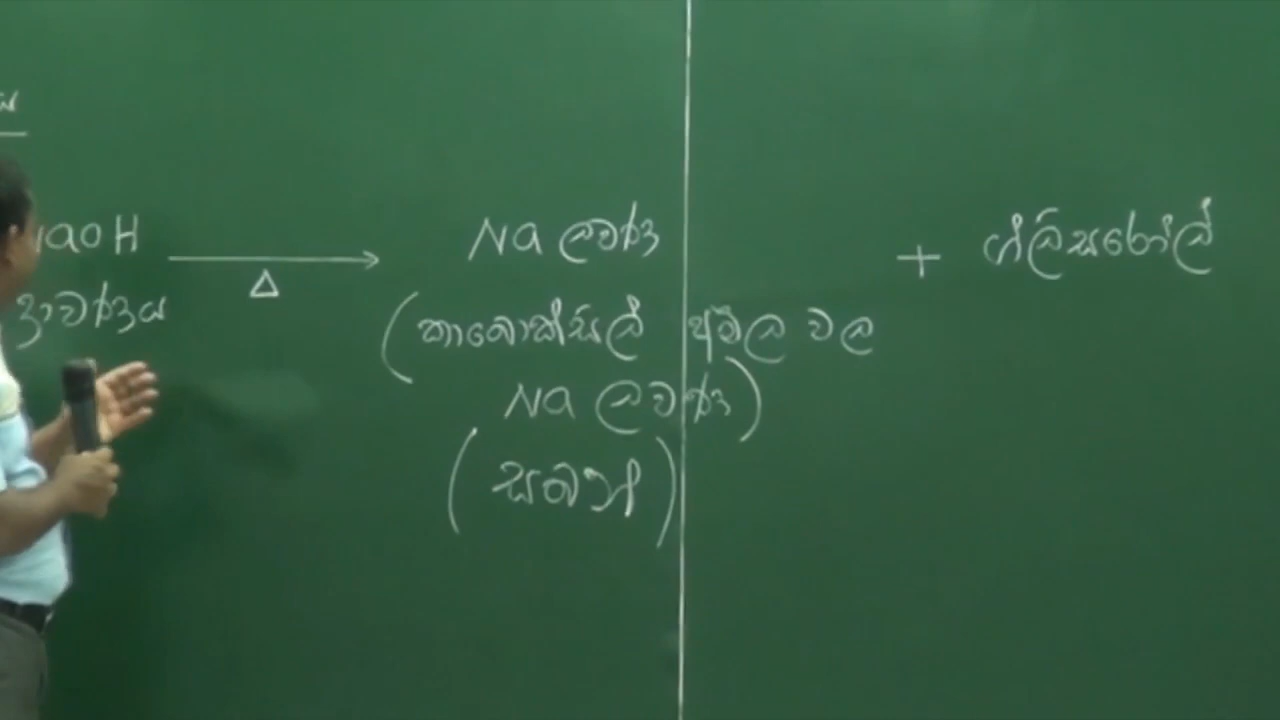 NaOH → Na ලවණ + ග්ලිසරෝල්
Δ
ද්‍රාවණය (කාබොක්සිල් අම්ල වල
Na ලවණ)
(සබන්)